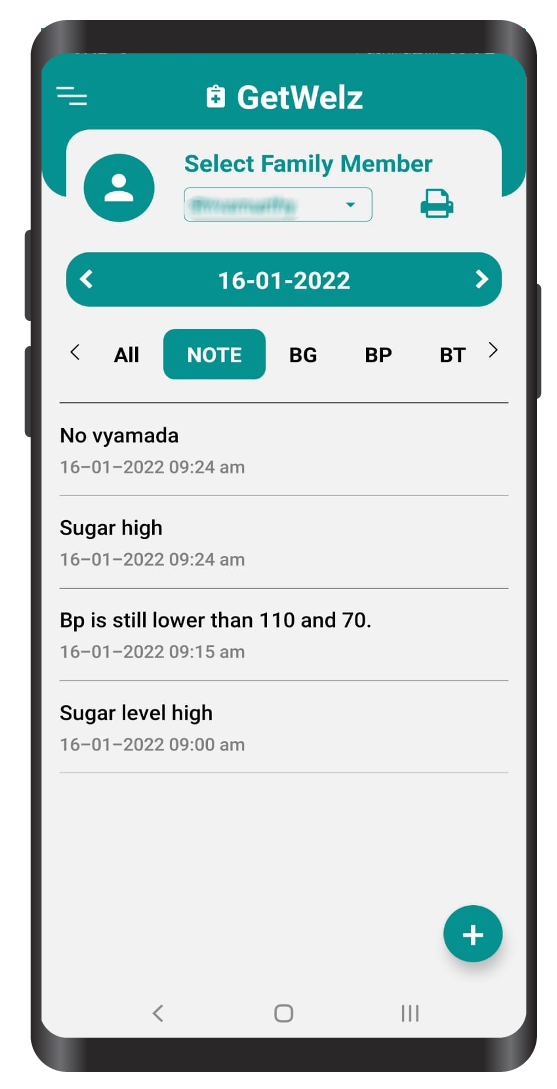 GetWelz
Select Family Member
16-01-2022
All NOTE BG BP BT
No vyamada
16-01-2022 09:24 am
Sugar high
16-01-2022 09:24 am
Bp is still lower than 110 and 70.
16-01-2022 09:15 am
Sugar level high
16-01-2022 09:00 am